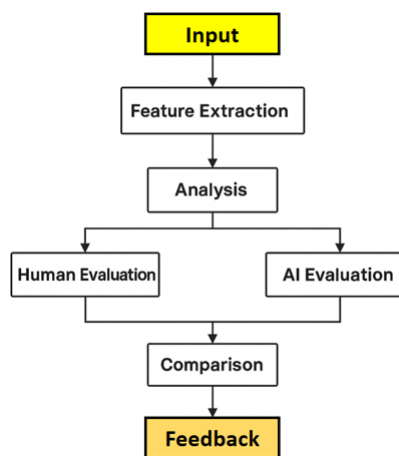 Input
Feature Extraction
Analysis
Human Evaluation
AI Evaluation
Comparison
Feedback